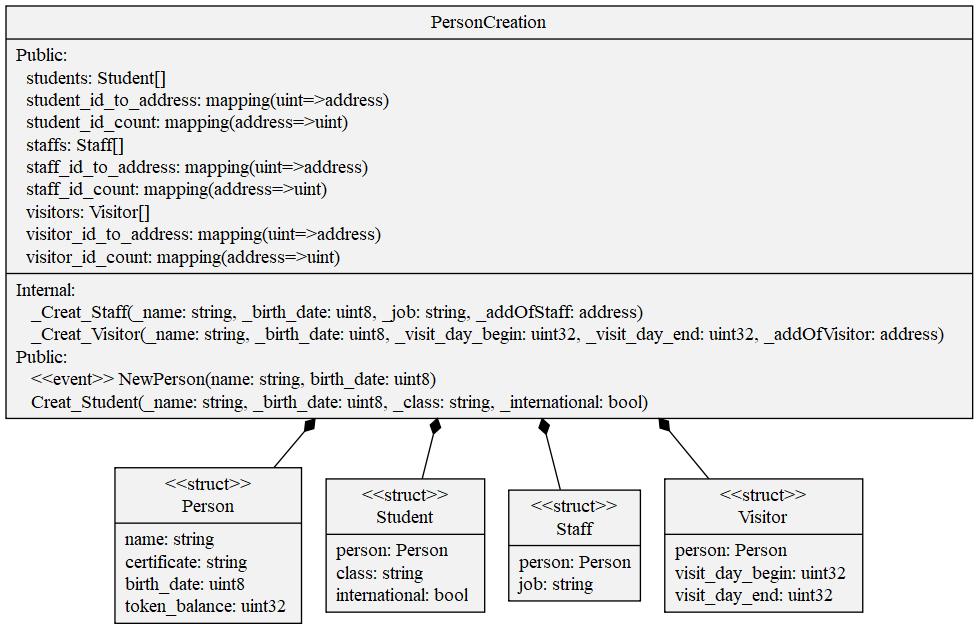 PersonCreation
Public:
students: Student[]
student_id_to_address: mapping(uint=>address)
student_id_count: mapping(address=>uint)
staffs: Staff[]
staff_id_to_address: mapping(uint=>address)
staff_id_count: mapping(address=>uint)
visitors: Visitor[]
visitor_id_to_address: mapping(uint=>address)
visitor_id_count: mapping(address=>uint)
Internal:
_Creat_Staff(_name: string, _birth_date: uint8, _job: string, _addOfStaff: address)
_Creat_Visitor(_name: string, _birth_date: uint8, _visit_day_begin: uint32, _visit_day_end: uint32, _addOfVisitor: address)
Public:
<<event>> NewPerson(name: string, birth_date: uint8)
Creat_Student(_name: string, _birth_date: uint8, _class: string, _international: bool)
<<struct>>
Person
name: string
certificate: string
birth_date: uint8
token_balance: uint32
<<struct>>
Student
person: Person
class: string
international: bool
<<struct>>
Staff
person: Person
job: string
<<struct>>
Visitor
person: Person
visit_day_begin: uint32
visit_day_end: uint32